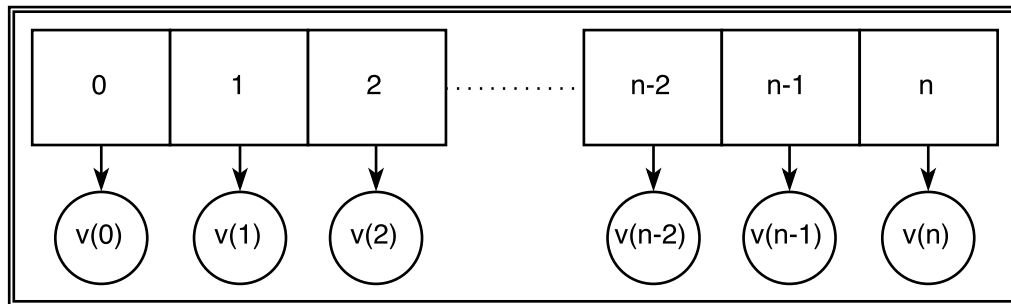 0 1 2 n-2 n-1 n
v(0) v(1) v(2) v(n-2) v(n-1) v(n)